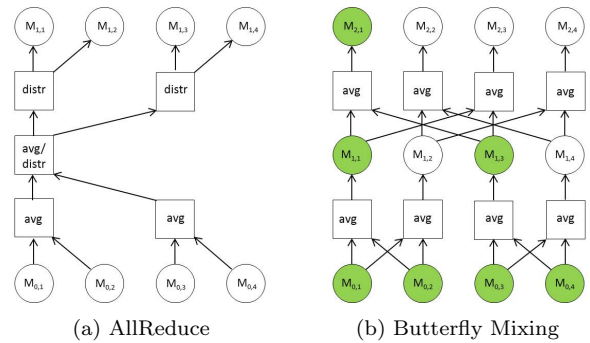 M1,1 M1,2 M1,3 M1,4
distr distr
avg/
distr
avg avg
M0,1 M0,2 M0,3 M0,4
(a) AllReduce
M2,1 M2,2 M2,3 M2,4
avg avg avg avg
M1,1 M1,2 M1,3 M1,4
avg avg avg avg
M0,1 M0,2 M0,3 M0,4
(b) Butterfly Mixing